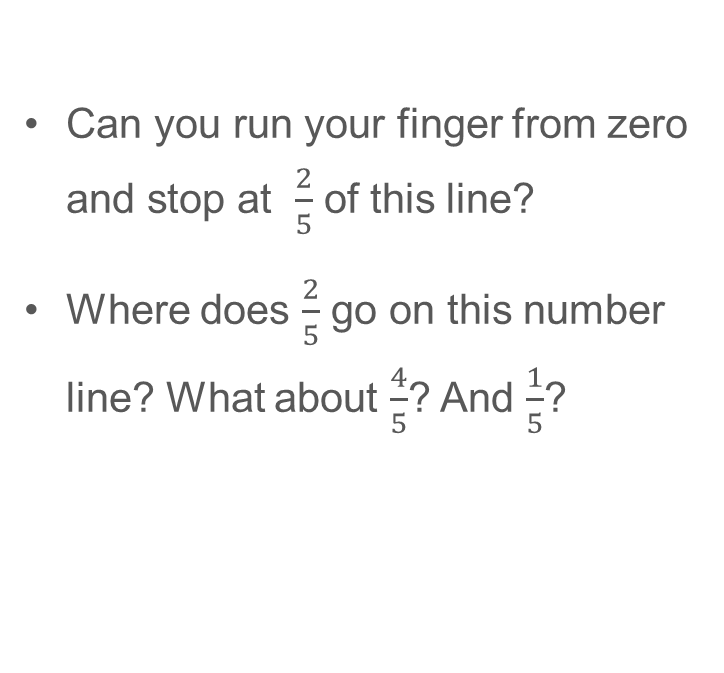 • Can you run your finger from zero
and stop at 2/5 of this line?
• Where does 2/5 go on this number
line? What about 4/5? And 1/5?